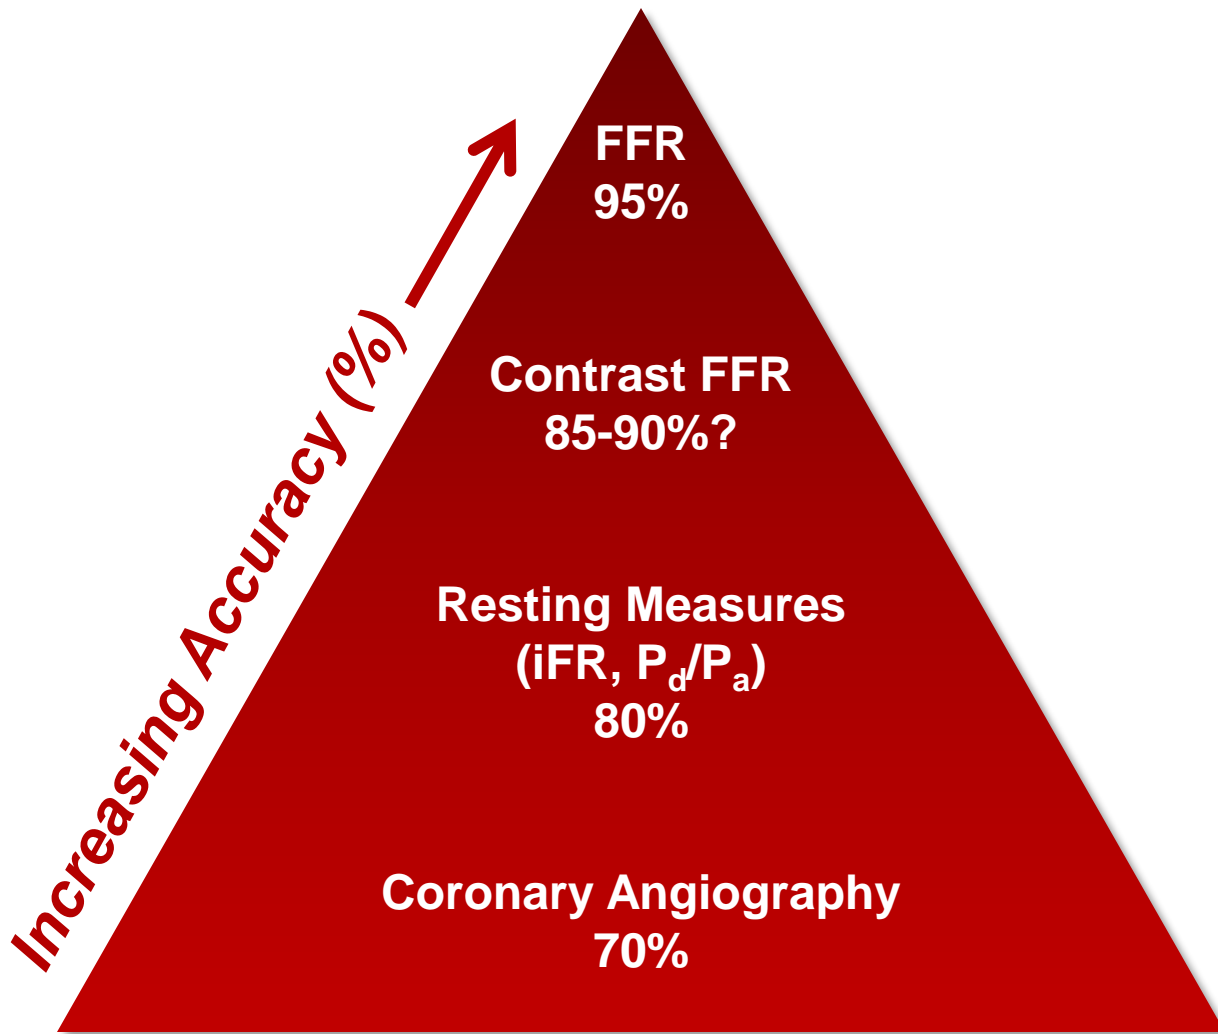 FFR
95%
Increasing Accuracy (%)
Contrast FFR
85-90%?
Resting Measures
(iFR, Pd/Pa)
80%
Coronary Angiography
70%